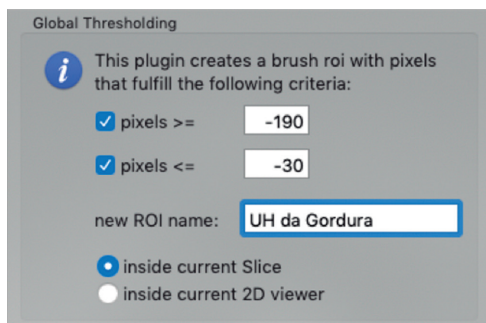 Global Thresholding
This plugin creates a brush roi with pixels
that fulfill the following criteria:
pixels >= -190
pixels <= -30
new ROI name: UH da Gordura
inside current Slice
inside current 2D viewer